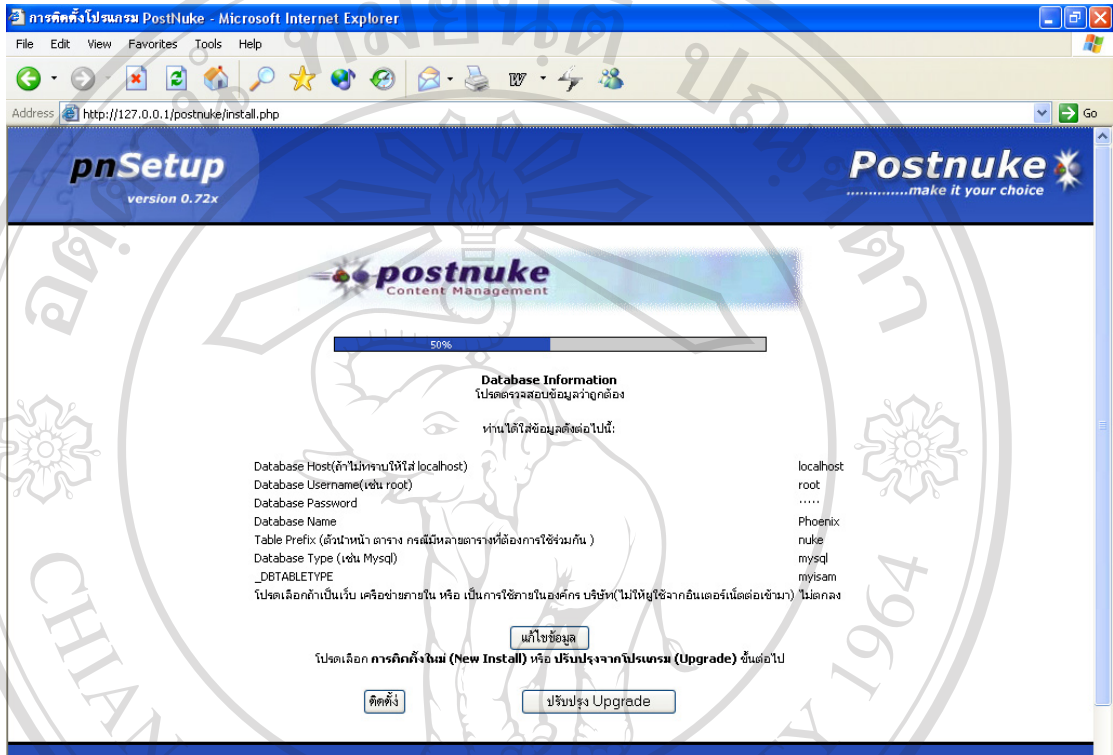 การติดตั้งโปรแกรม PostNuke - Microsoft Internet Explorer
File Edit View Favorites Tools Help
Address http://127.0.0.1/postnuke/install.php Go
pnSetup
version 0.72x
Postnuke
..............make it your choice
postnuke
Content Management
50%
Database Information
โปรดตรวจสอบข้อมูลว่าถูกต้อง
ท่านได้ใส่ข้อมูลดังต่อไปนี้:
Database Host(ถ้าไม่ทราบให้ใส่ localhost) localhost
Database Username(เช่น root) root
Database Password .....
Database Name Phoenix
Table Prefix (ตัวนำหน้า ตาราง กรณีมีหลายตารางที่ต้องการใช้ร่วมกัน ) nuke
Database Type (เช่น Mysql) mysql
_DBTABLETYPE myisam
โปรดเลือกถ้าเป็นเว็บ เครือข่ายภายใน หรือ เป็นการใช้ภายในองค์กร บริษัท(ไม่ให้ผู้ใช้จากอินเตอร์เน็ตต่อเข้ามา) ไม่ตกลง
แก้ไขข้อมูล
โปรดเลือก การติดตั้งใหม่ (New Install) หรือ ปรับปรุงจากโปรแกรม (Upgrade) ขั้นต่อไป
ติดตั้ง ปรับปรุง Upgrade
CHIANG
1964